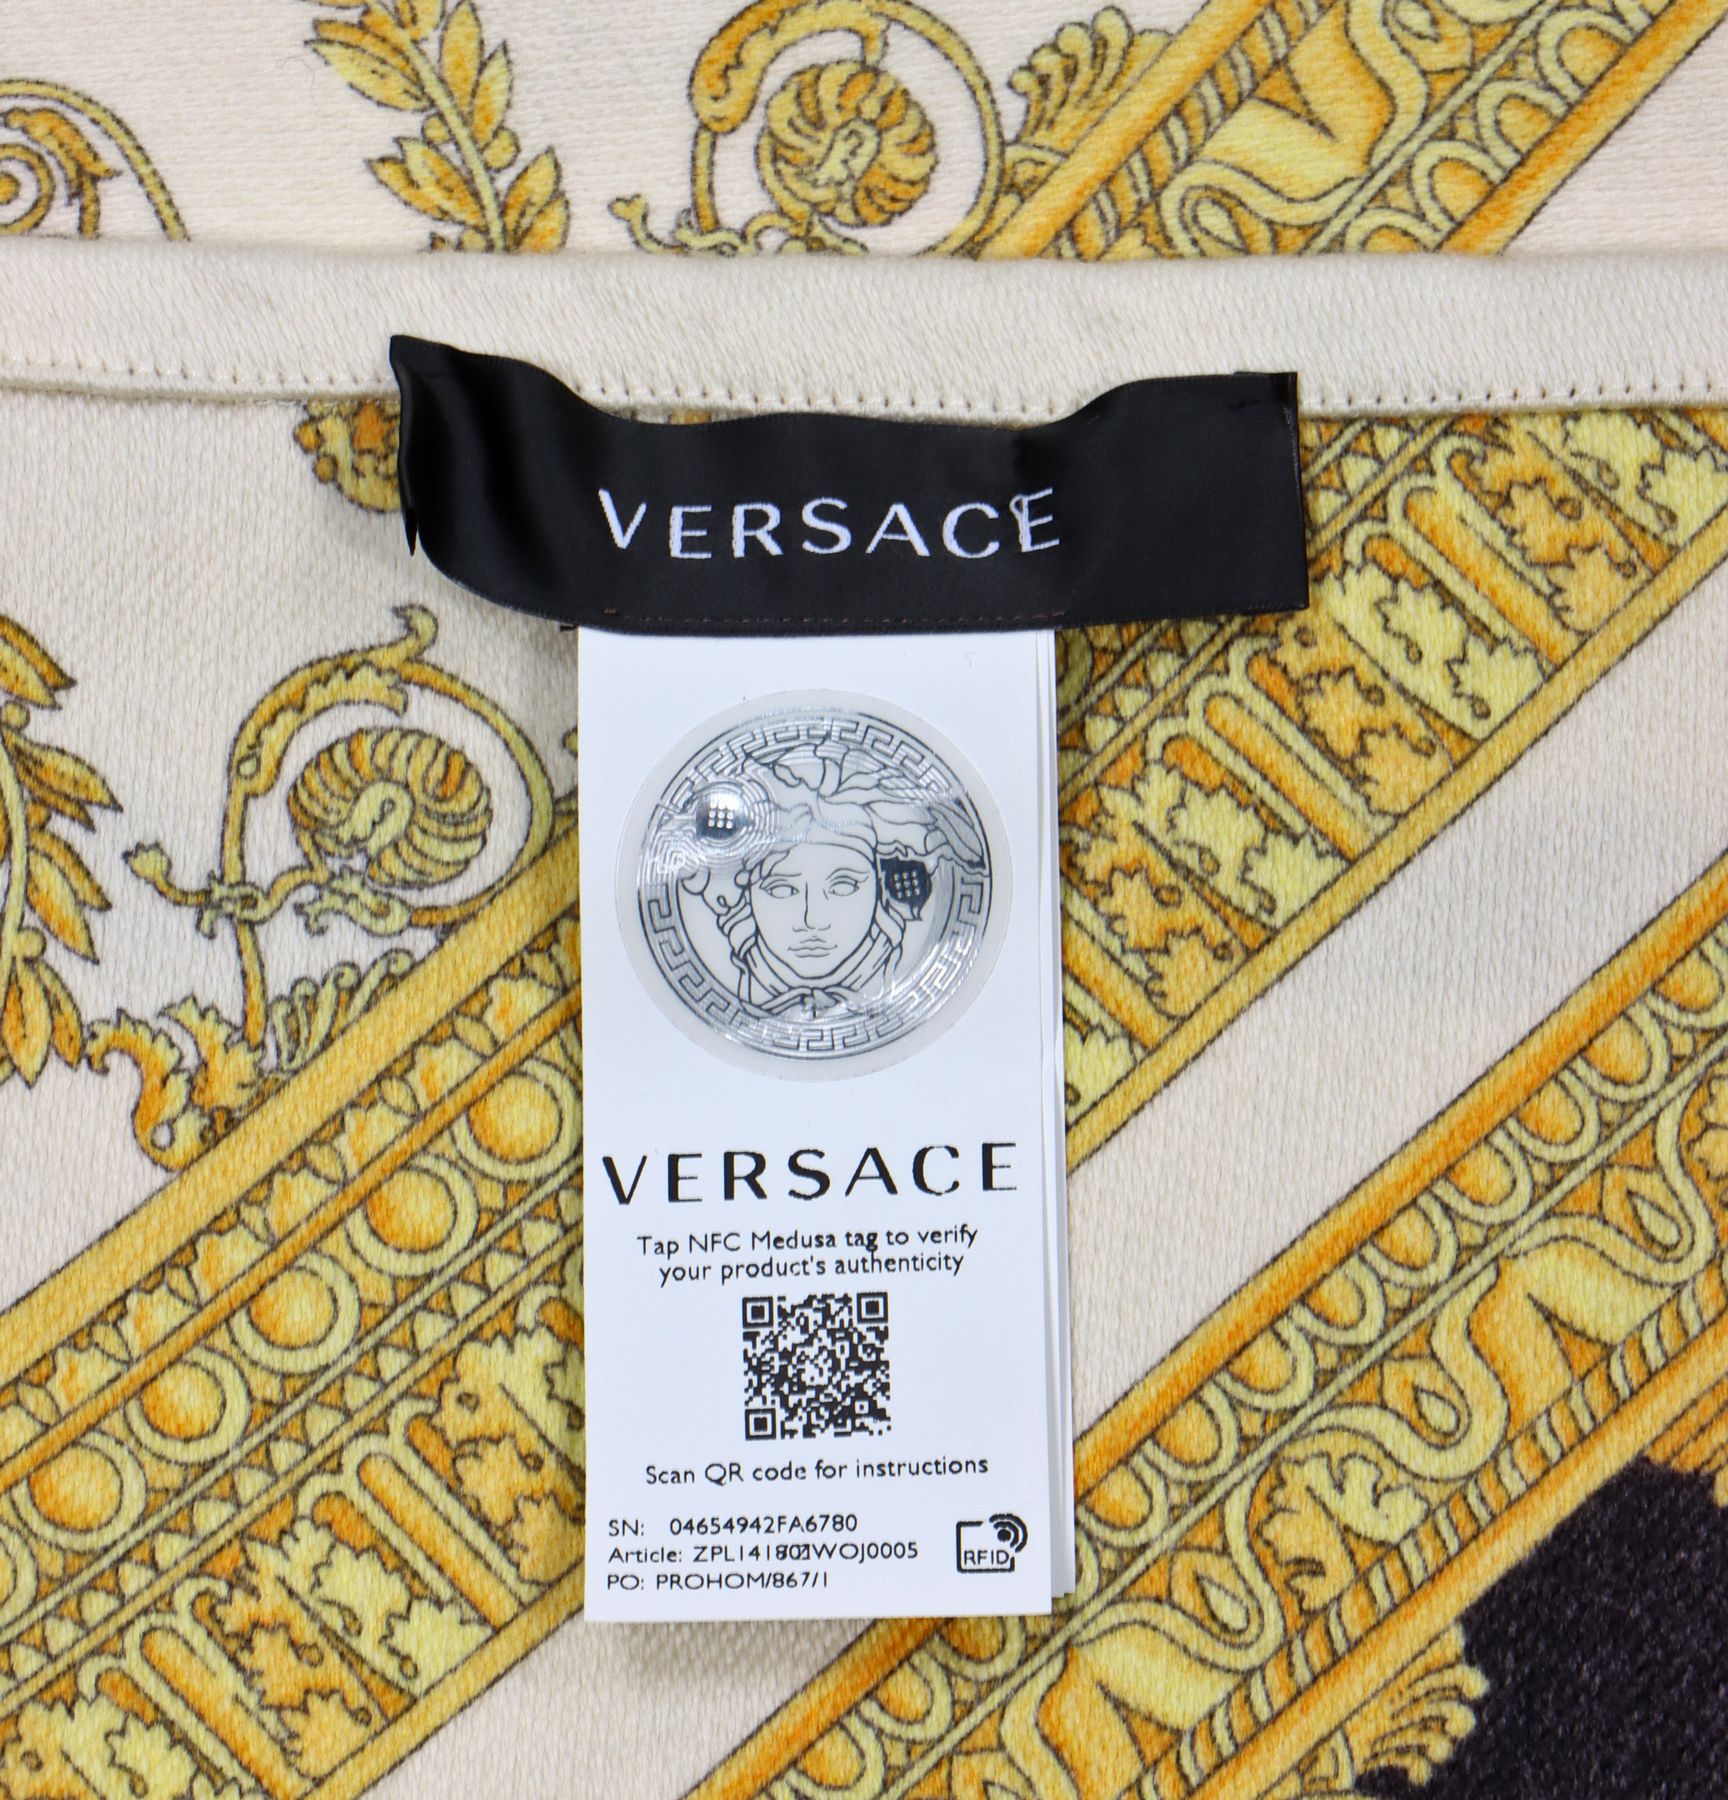 VERSACE
VERSACE
Tap NFC Medusa tag to verify
your product's authenticity
Scan QR code for instructions
SN: 04654942FA6780
Article:
PO: PROHOM/867/1
RFID